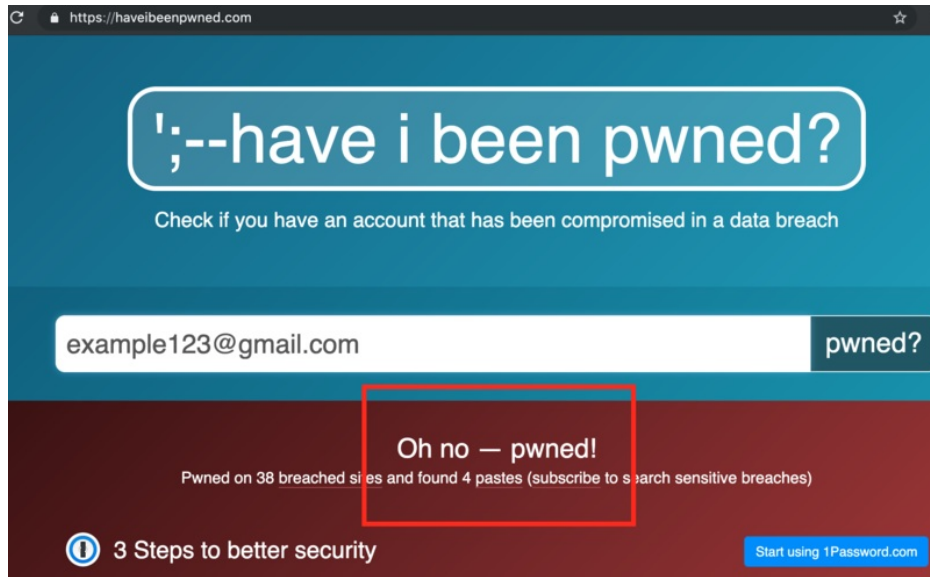 https://haveibeenpwned.com
';--have i been pwned?
Check if you have an account that has been compromised in a data breach
example123@gmail.com
pwned?
Oh no — pwned!
Pwned on 38 breached sites and found 4 pastes (subscribe to search sensitive breaches)
3 Steps to better security
Start using 1Password.com